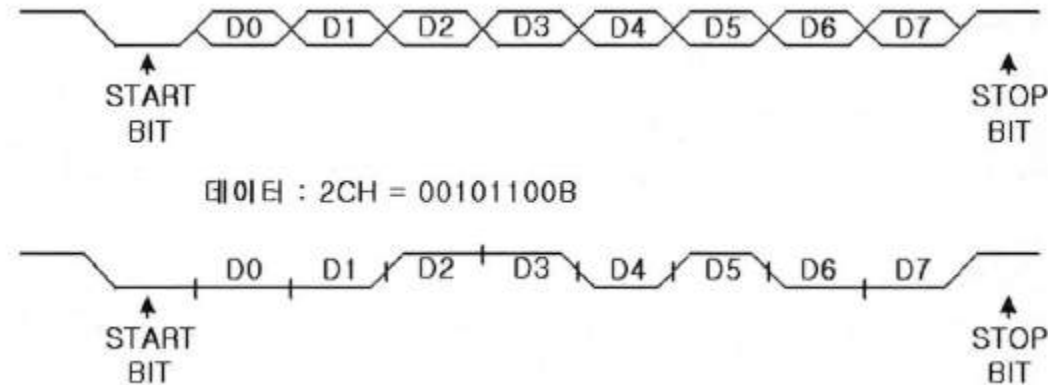 D0 D1 D2 D3 D4 D5 D6 D7
START
BIT
STOP
BIT
데이터 : 2CH = 00101100B
D0 D1 D2 D3 D4 D5 D6 D7
START
BIT
STOP
BIT